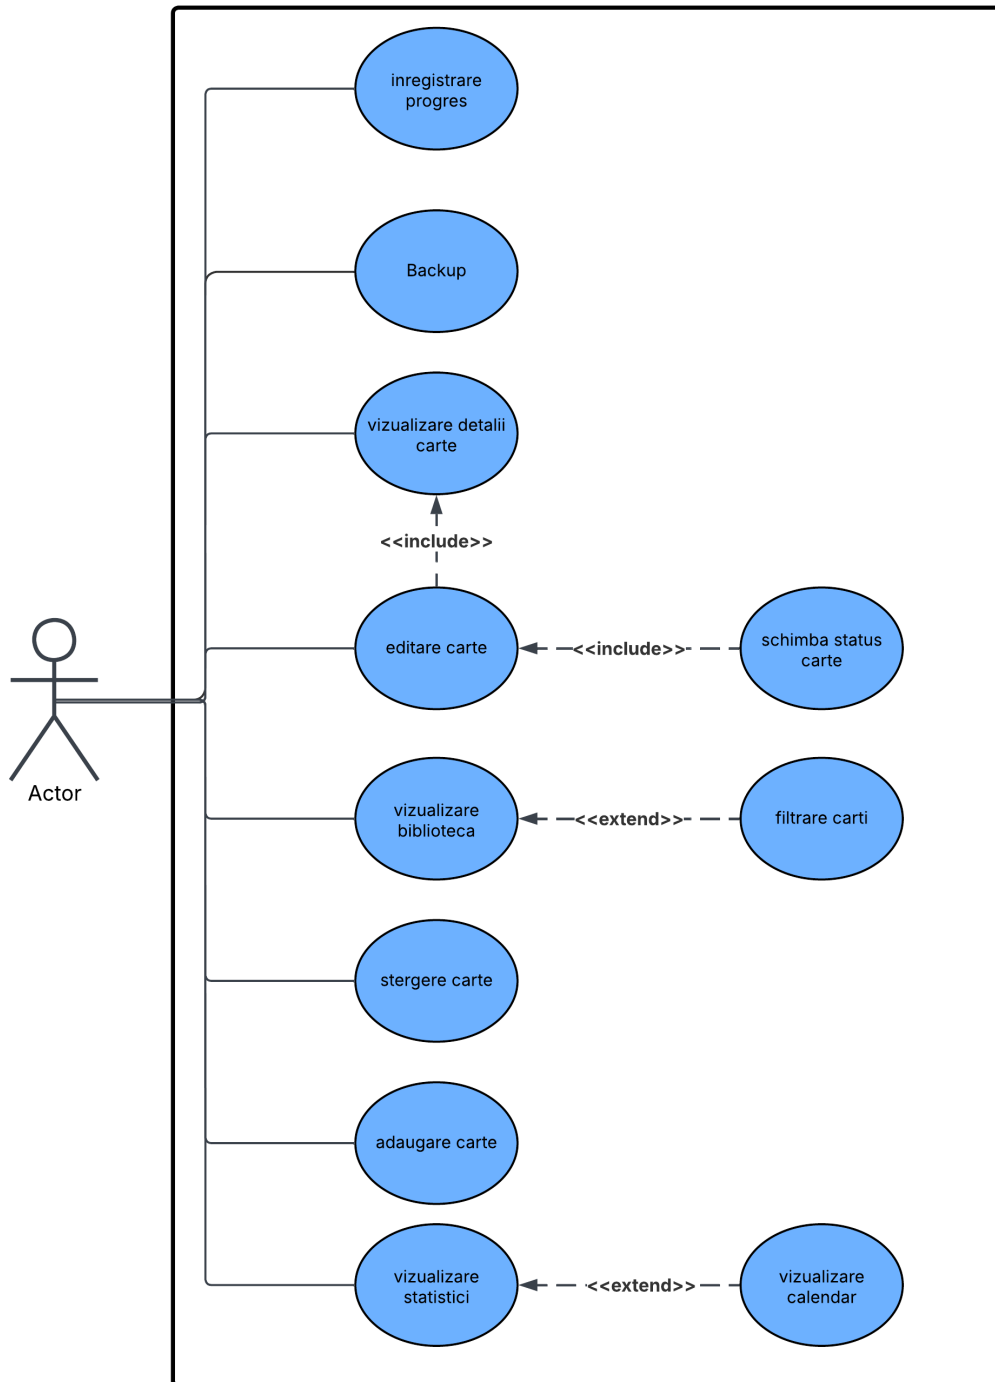 inregistrare
progres
Backup
vizualizare detalii
carte
<<include>>
editare carte
<<include>>
schimba status
carte
Actor
vizualizare
biblioteca
<<extend>>
filtrare carti
stergere carte
adaugare carte
vizualizare
statistici
<<extend>>
vizualizare
calendar